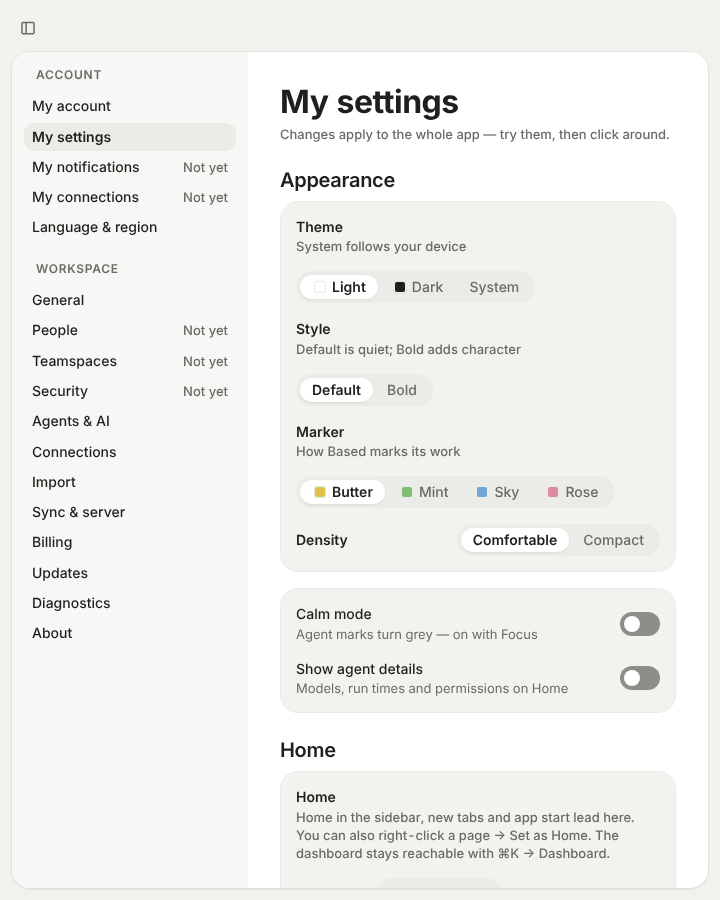 ACCOUNT
My account
My settings
My notifications Not yet
My connections Not yet
Language & region
WORKSPACE
General
People Not yet
Teamspaces Not yet
Security Not yet
Agents & AI
Connections
Import
Sync & server
Billing
Updates
Diagnostics
About
My settings
Changes apply to the whole app — try them, then click around.
Appearance
Theme
System follows your device
Light Dark System
Style
Default is quiet; Bold adds character
Default Bold
Marker
How Based marks its work
Butter Mint Sky Rose
Density Comfortable Compact
Calm mode
Agent marks turn grey — on with Focus
Show agent details
Models, run times and permissions on Home
Home
Home
Home in the sidebar, new tabs and app start lead here.
You can also right-click a page → Set as Home. The
dashboard stays reachable with ⌘K → Dashboard.